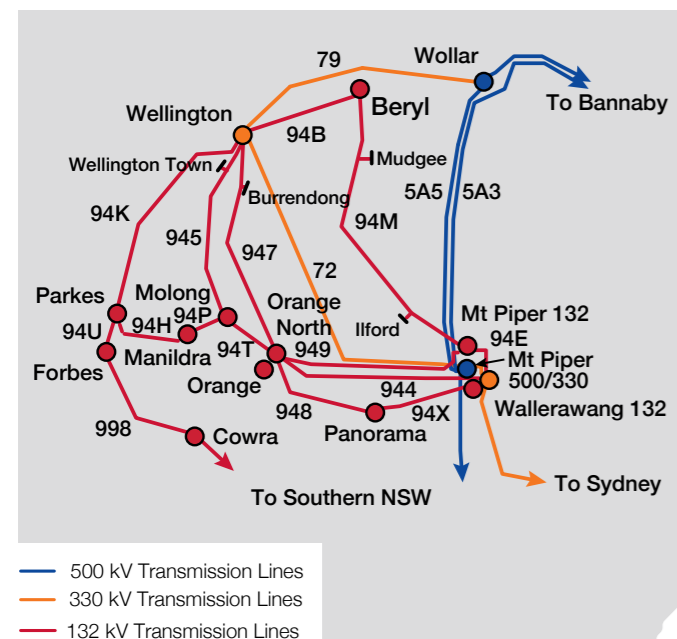 79
Wollar
To Bannaby
Beryl
Wellington
94B
Wellington Town
Mudgee
Burrendong
5A5
5A3
94K
94M
945
947
72
Parkes
Molong
Orange
North
94U
94H
94P
Ilford
Mt Piper 132
94E
94T
949
Mt Piper
500/330
Forbes
Manildra
Orange
944
948
94X
Wallerawang 132
Panorama
998
Cowra
To Southern NSW
To Sydney
500 kV Transmission Lines
330 kV Transmission Lines
132 kV Transmission Lines